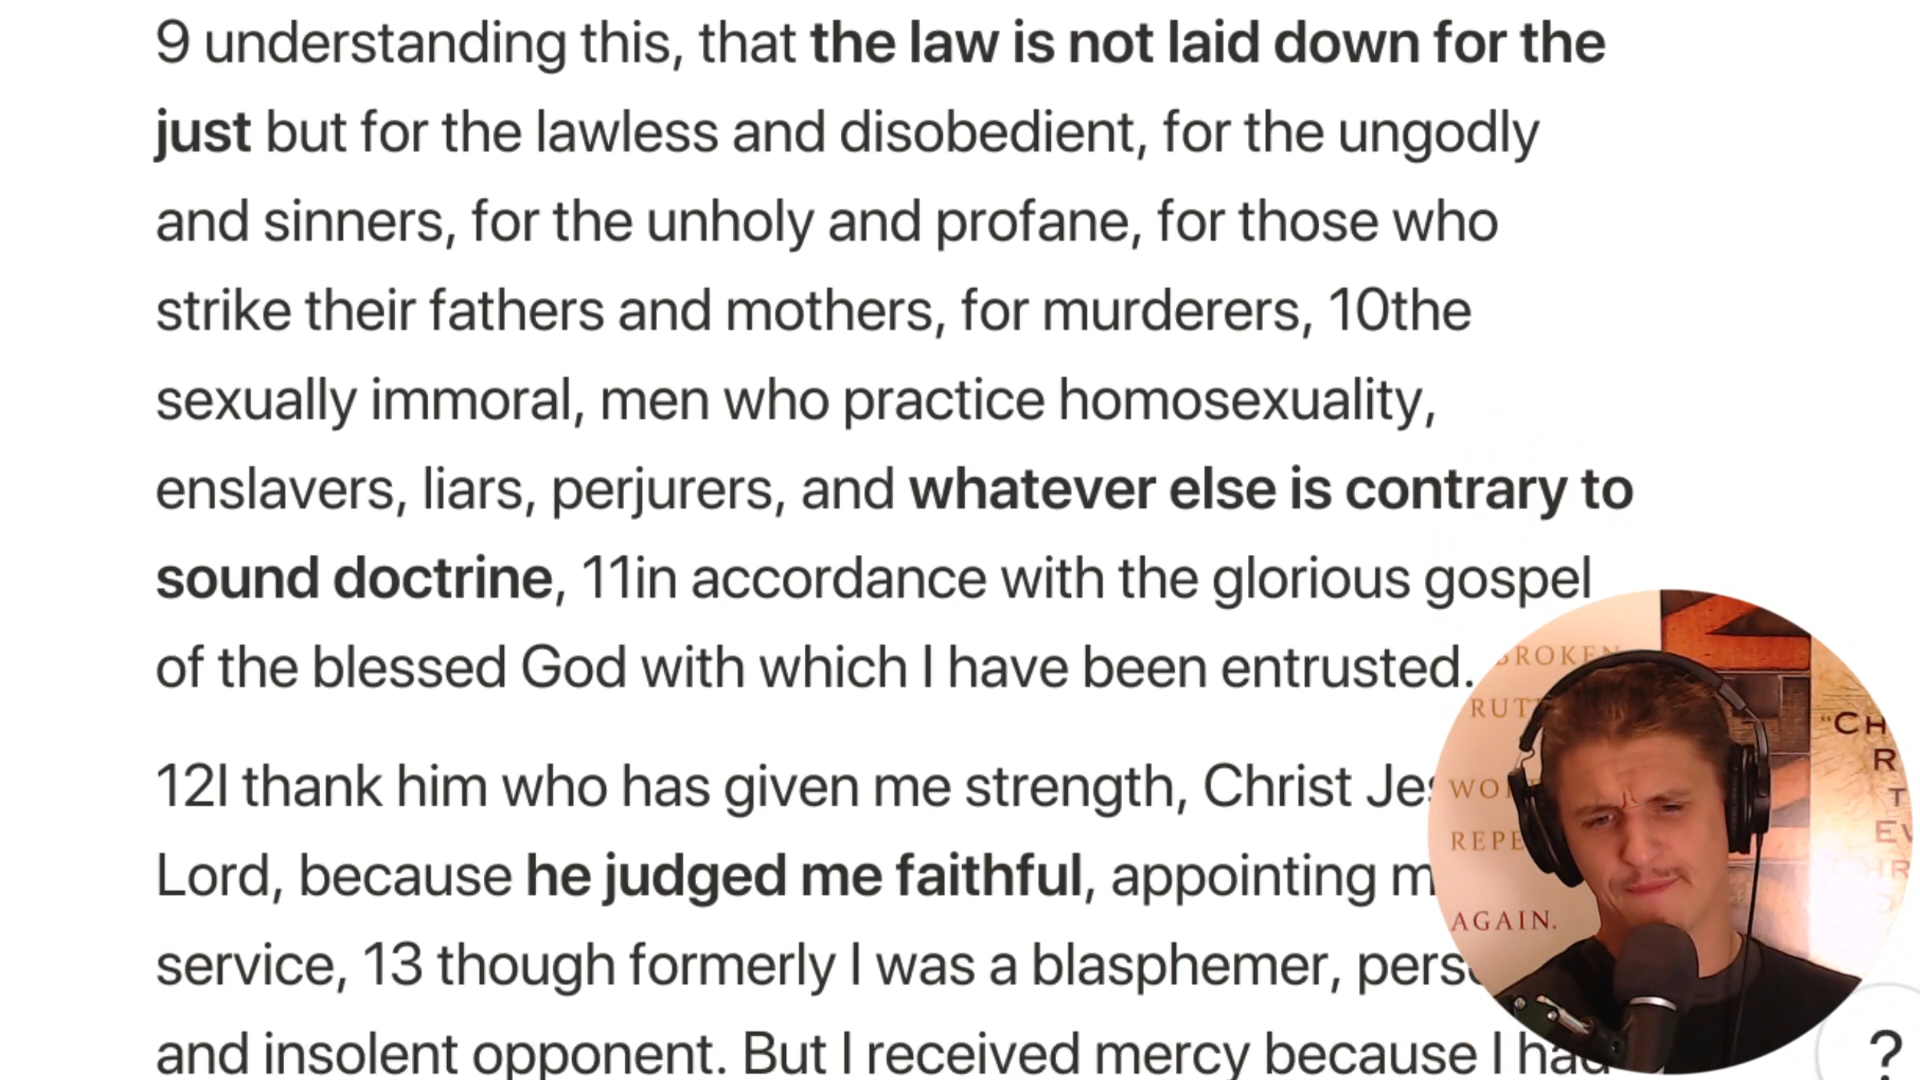 9 understanding this, that the law is not laid down for the
just but for the lawless and disobedient, for the ungodly
and sinners, for the unholy and profane, for those who
strike their fathers and mothers, for murderers, 10the
sexually immoral, men who practice homosexuality,
enslavers, liars, perjurers, and whatever else is contrary to
sound doctrine, 11in accordance with the glorious gospel
of the blessed God with which I have been entrusted.
12I thank him who has given me strength, Christ
Lord, because he judged me faithful, appointing
service, 13 though formerly I was a blasphemer,
and insolent opponent. But I received mercy because I had
BROKEN
AGAIN.
?